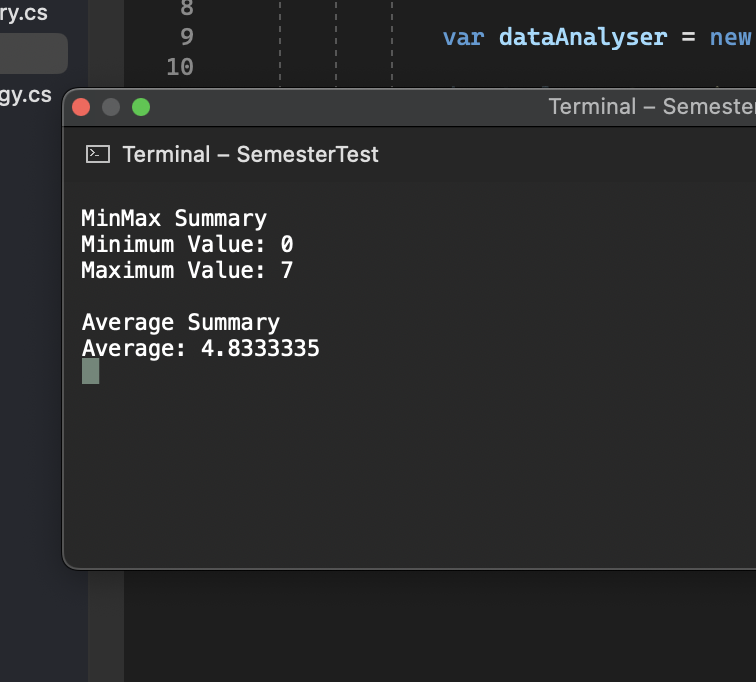 ry.cs
8
9 var dataAnalyser = new
10
gy.cs
Terminal – Semester
Terminal – SemesterTest
MinMax Summary
Minimum Value: 0
Maximum Value: 7
Average Summary
Average: 4.8333335